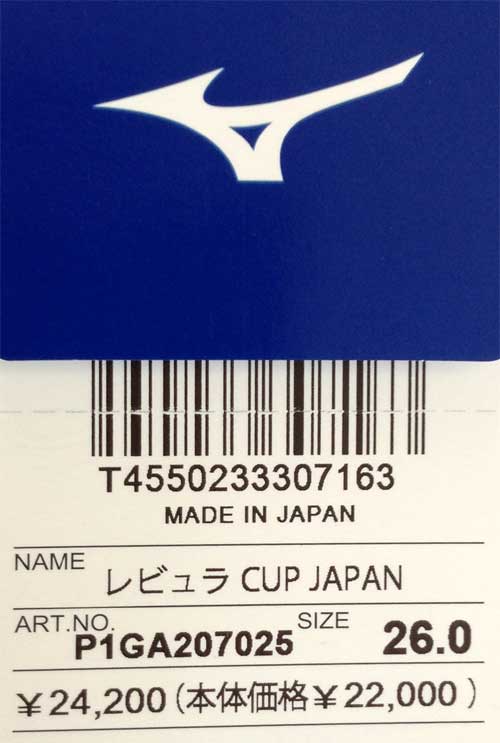 T4550233307163
MADE IN JAPAN
NAME レビュラ CUP JAPAN
ART.NO. P1GA207025 SIZE 26.0
￥24,200(本体価格￥22,000)